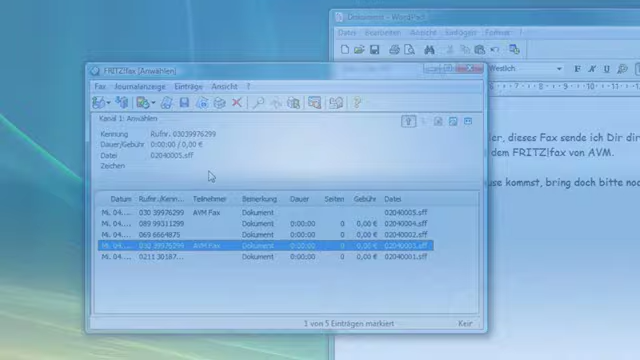 Dokument - WordPad
Datei Bearbeiten Ansicht Einfügen Format
FRITZ!fax [Anwählen]
Westlich
Fax Journalanzeige Einträge Ansicht ?
Kanal 1: Anwählen
Kennung Rufnr. 03039976299
Dauer/Gebühr 0:00:00 / 0,00 €
Datei 02040005.sff
Zeichen
der, dieses Fax sende ich Dir dir
dem FRITZ!fax von AVM.
use kommst, bring doch bitte no
Datum Rufnr./Kenn... Teilnehmer Bemerkung Dauer Seiten Gebühr Datei
Mi. 04.... 030 39976299 AVM Fax Dokument 02040005.sff
Mi. 04.... 089 99311299 Dokument 0:00:00 0 0,00 € 02040004.sff
Mi. 04.... 069 6664875 Dokument 0:00:00 0 0,00 € 02040002.sff
Mi. 04.... 030 39976299 AVM Fax Dokument 0:00:00 0 0,00 € 02040003.sff
Mi. 04.... 0211 30187... Dokument 0:00:00 0 0,00 € 02040001.sff
1 von 5 Einträgen markiert